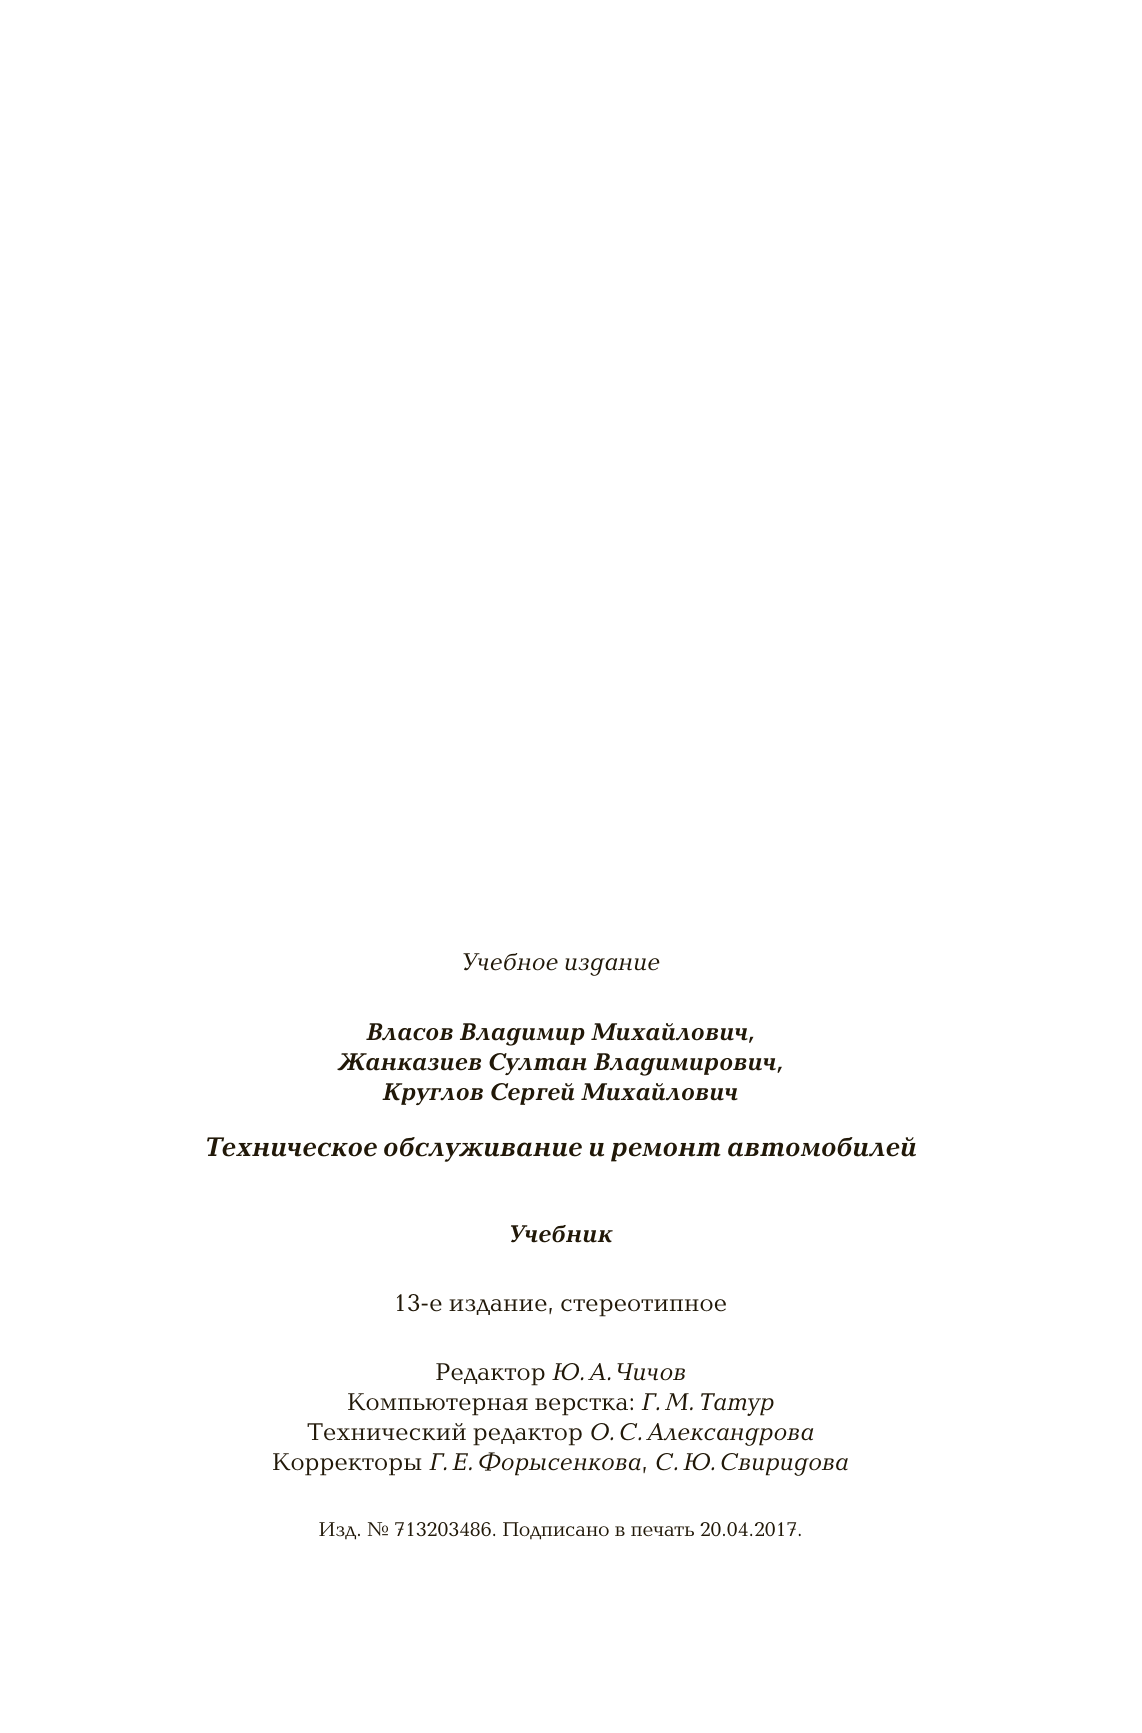 Учебное издание
Власов Владимир Михайлович,
Жанказиев Султан Владимирович,
Круглов Сергей Михайлович
Техническое обслуживание и ремонт автомобилей
Учебник
13-е издание, стереотипное
Редактор Ю. А. Чичов
Компьютерная верстка: Г. М. Татур
Технический редактор О. С. Александрова
Корректоры Г. Е. Форысенкова, С. Ю. Свиридова
Изд. № 713203486. Подписано в печать 20.04.2017.